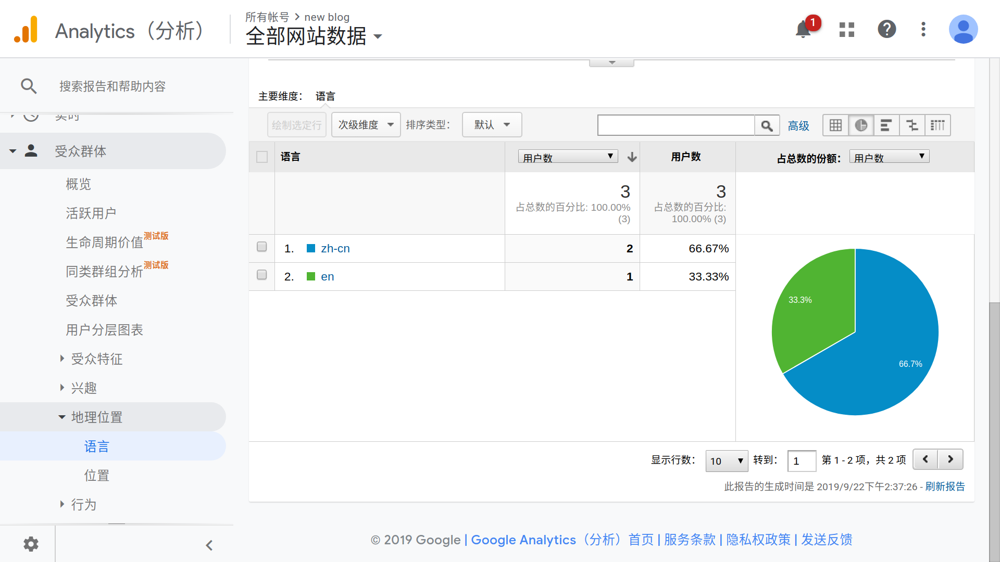 Analytics（分析）
所有帐号 > new blog
全部网站数据
1
搜索报告和帮助内容
实时
受众群体
概览
活跃用户
生命周期价值 测试版
同类群组分析 测试版
受众群体
用户分层图表
受众特征
兴趣
地理位置
语言
位置
行为
主要维度： 语言
绘制选定行 次级维度 排序类型： 默认 高级
语言 用户数 用户数 占总数的份额： 用户数
3 3
占总数的百分比: 100.00% (3) 占总数的百分比: 100.00% (3)
1. zh-cn 2 66.67%
2. en 1 33.33%
33.3%
66.7%
显示行数： 10 转到： 1 第 1 - 2 项，共 2 项
此报告的生成时间是 2019/9/22下午2:37:26 - 刷新报告
© 2019 Google | Google Analytics（分析）首页 | 服务条款 | 隐私权政策 | 发送反馈